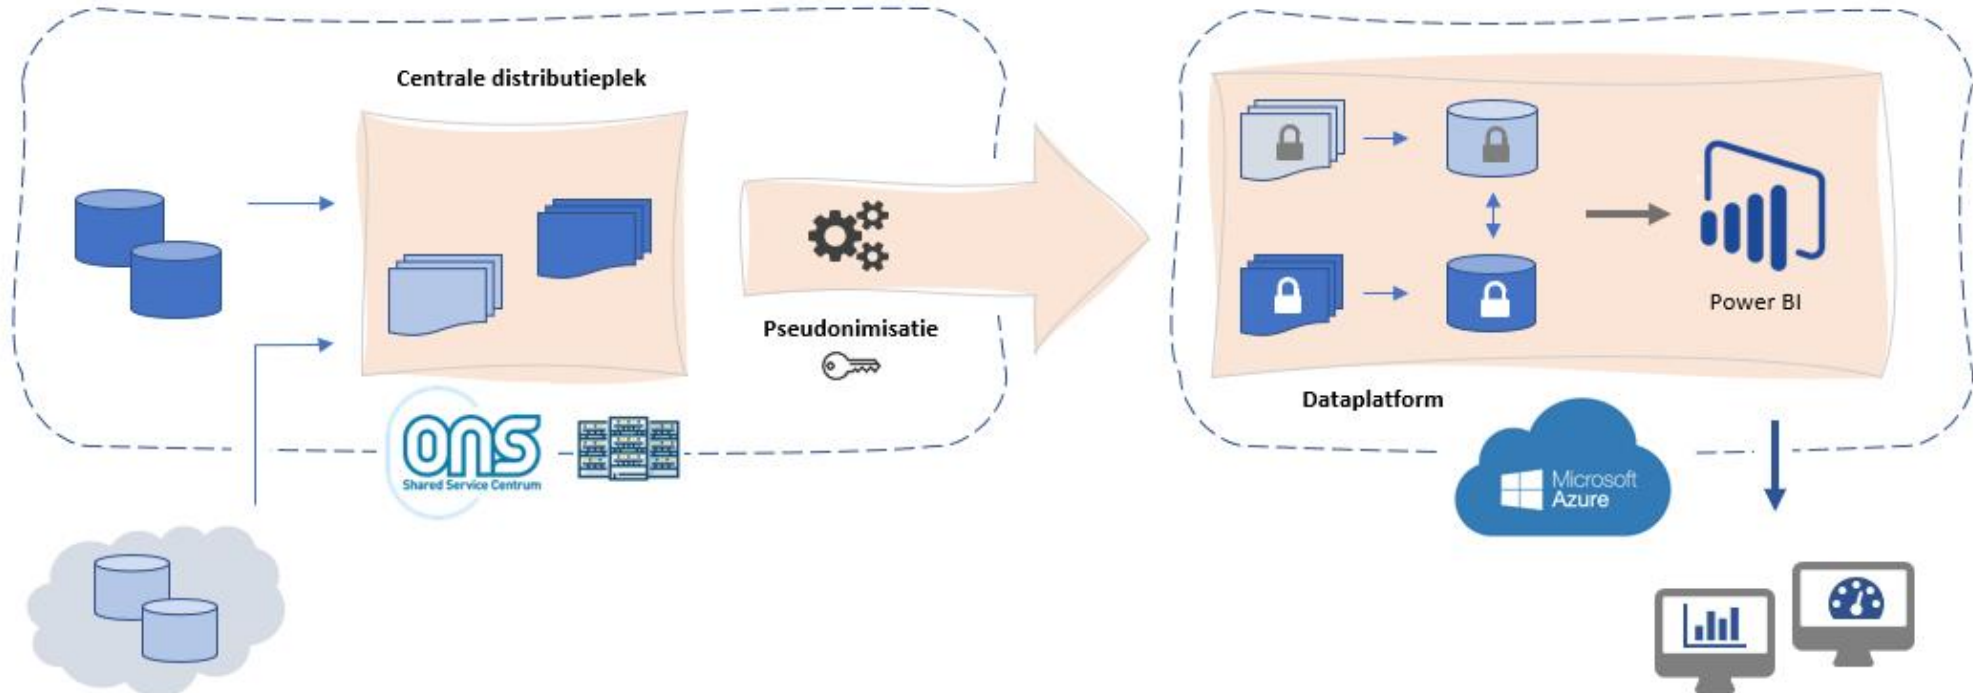 Centrale distributieplek
Pseudonimisatie
ons
Shared Service Centrum
Power BI
Dataplatform
Microsoft
Azure